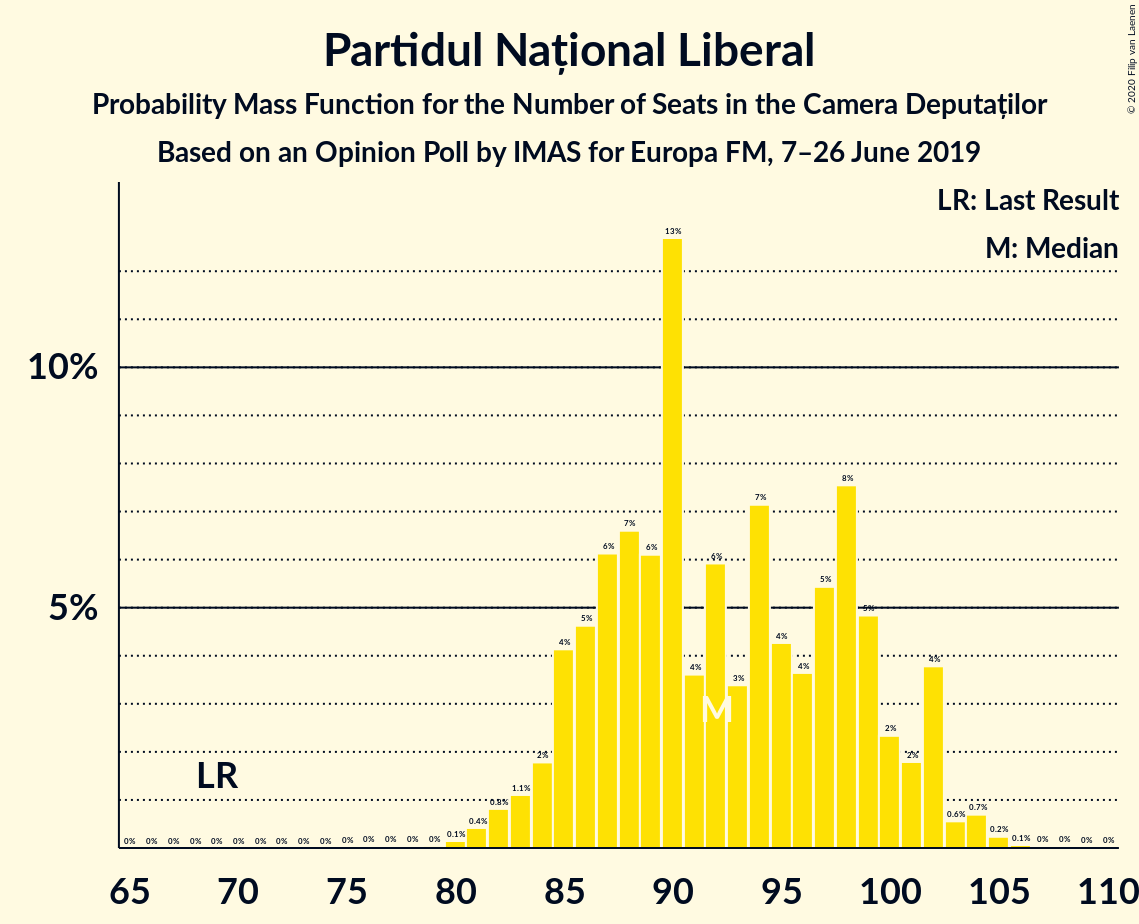 Partidul Național Liberal
Probability Mass Function for the Number of Seats in the Camera Deputaților
Based on an Opinion Poll by IMAS for Europa FM, 7–26 June 2019
© 2020 Filip van Laenen
LR: Last Result
M: Median
10%
5%
0% 0% 0% 0% 0% 0% 0% 0% 0% 0% 0% 0% 0% 0% 0% 0.1% 0.4% 0.8% 1.1% 2% 4% 5% 6% 7% 6% 13% 4% 6% 3% 7% 4% 4% 5% 8% 5% 2% 2% 4% 0.6% 0.7% 0.2% 0.1% 0% 0% 0% 0%
LR
M
65 70 75 80 85 90 95 100 105 110